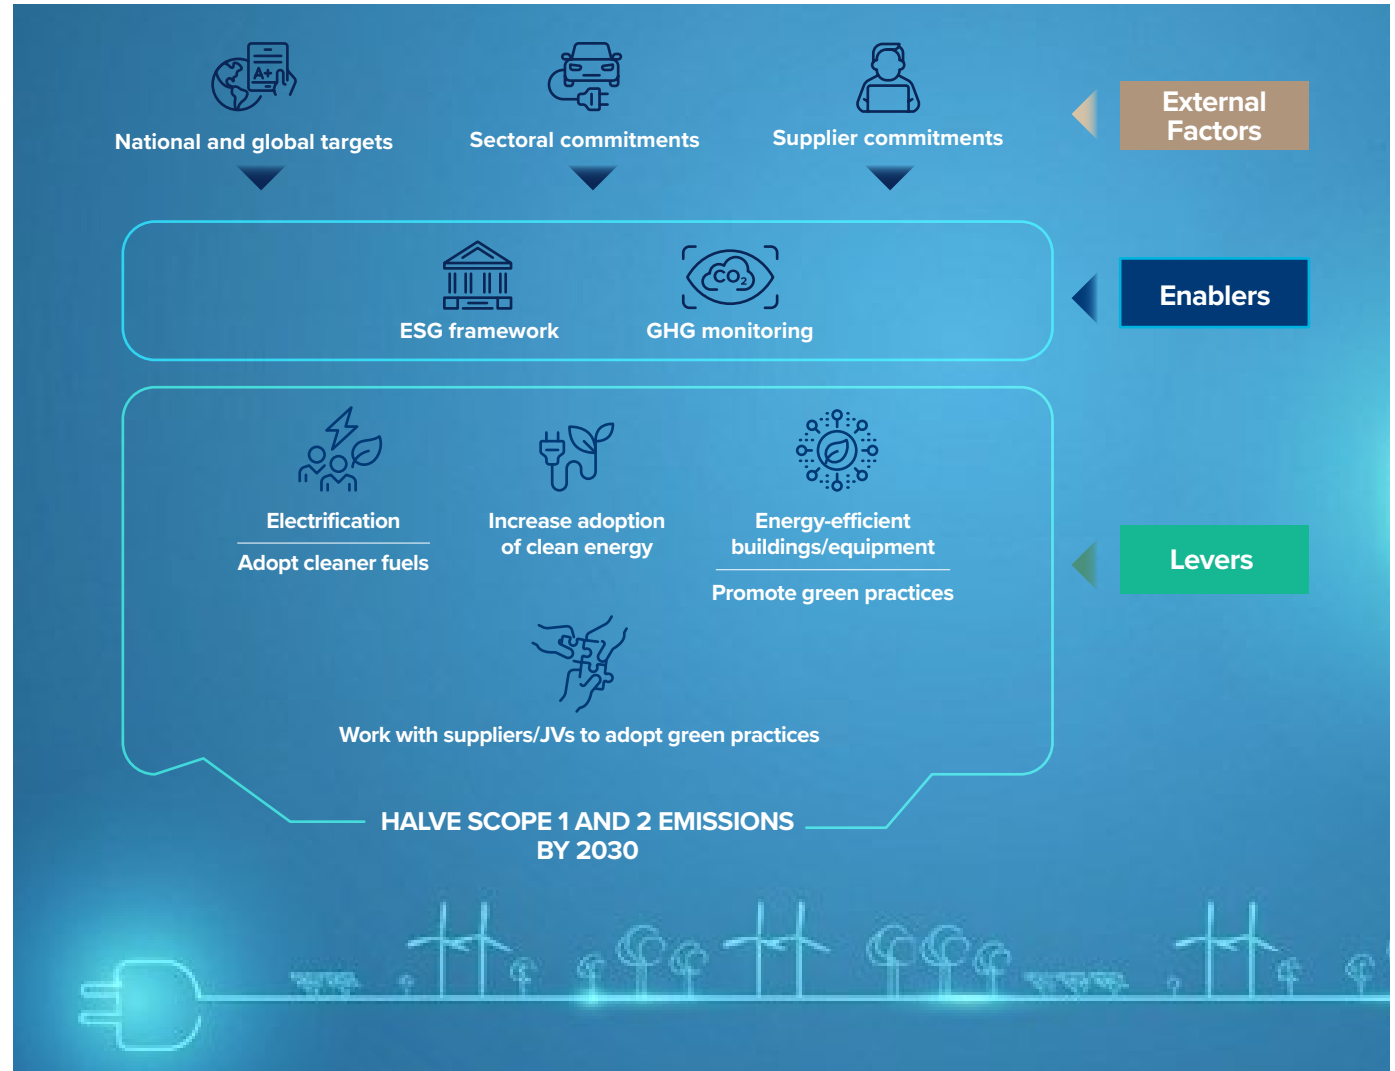 A+
National and global targets
Sectoral commitments
Supplier commitments
External
Factors
CO2
ESG framework
GHG monitoring
Enablers
Electrification
Adopt cleaner fuels
Increase adoption
of clean energy
Energy-efficient
buildings/equipment
Promote green practices
Levers
Work with suppliers/JVs to adopt green practices
HALVE SCOPE 1 AND 2 EMISSIONS
BY 2030